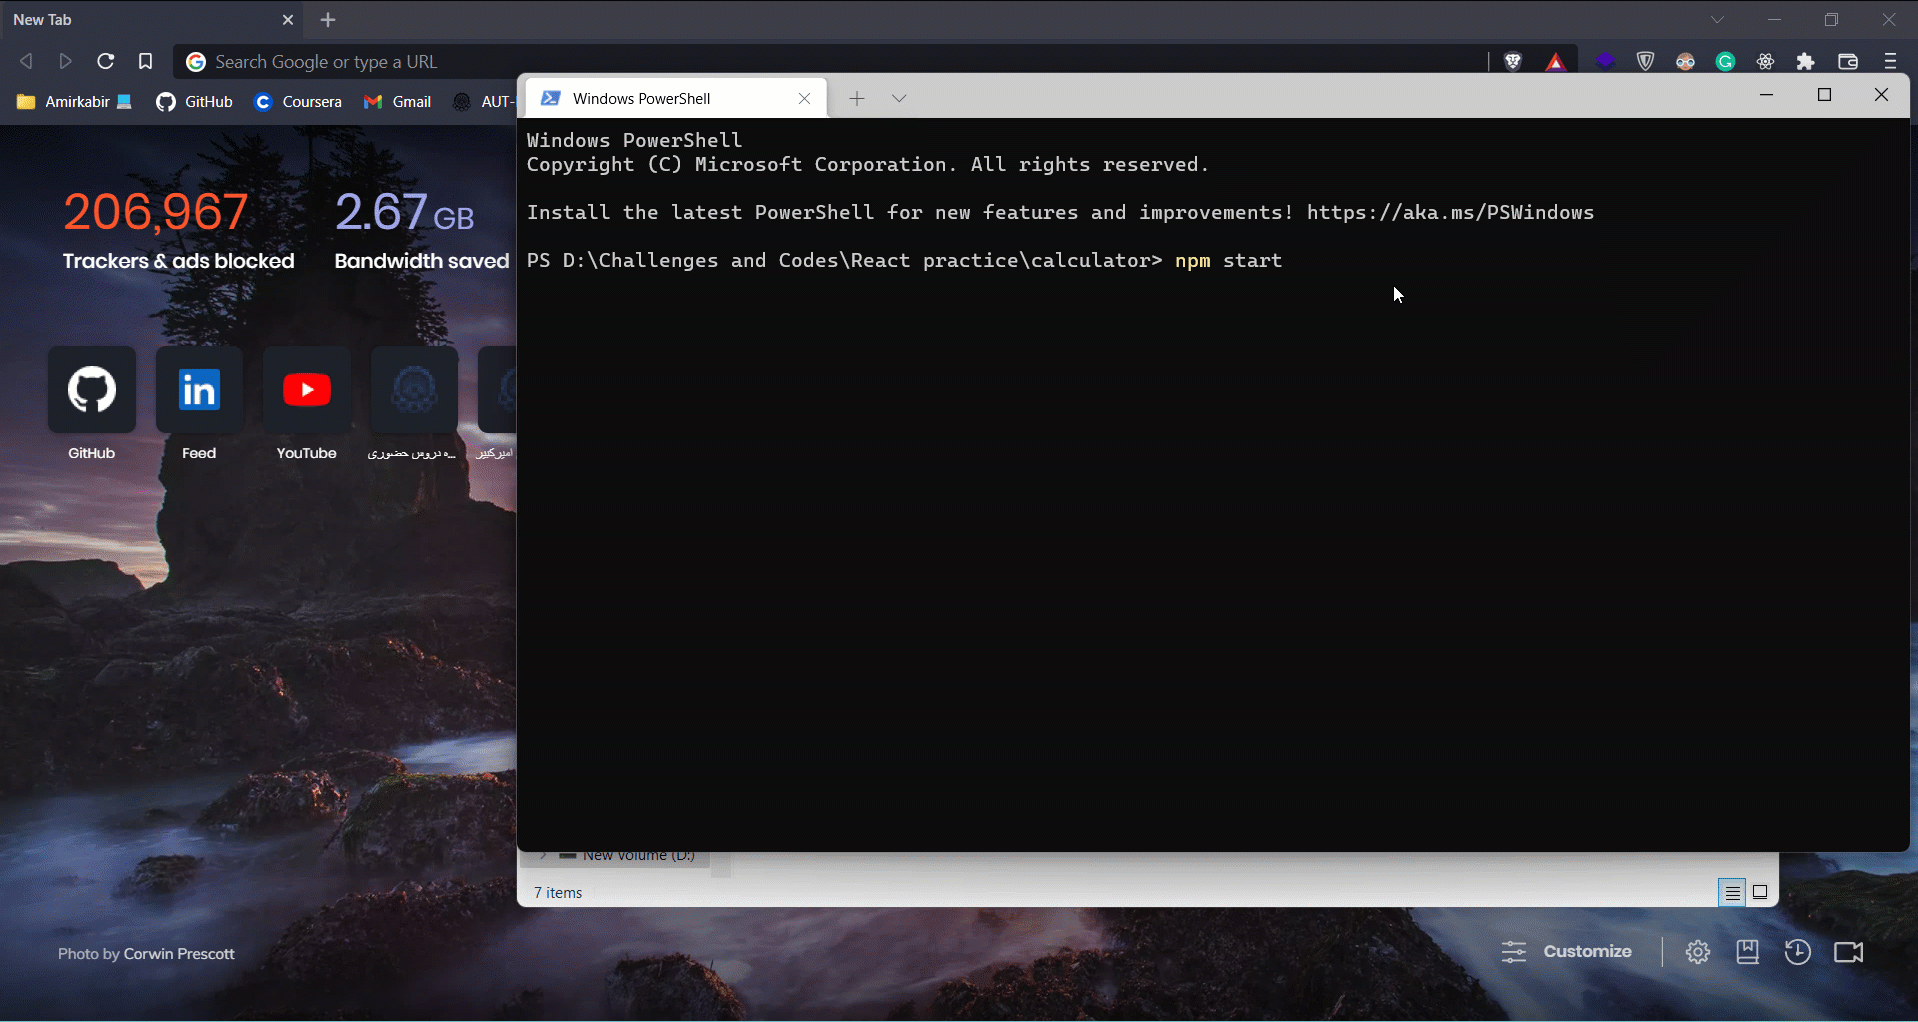 New Tab
Search Google or type a URL
Amirkabir
GitHub
Coursera
Gmail
AUT-
Windows PowerShell
Windows PowerShell
Copyright (C) Microsoft Corporation. All rights reserved.
Install the latest PowerShell for new features and improvements! https://aka.ms/PSWindows
PS D:\Challenges and Codes\React practice\calculator> npm start
206,967
Trackers & ads blocked
2.67 GB
Bandwidth saved
GitHub
Feed
YouTube
ه دروس حضوری...
امیرکبیر
New Volume (D:)
7 items
Photo by Corwin Prescott
Customize